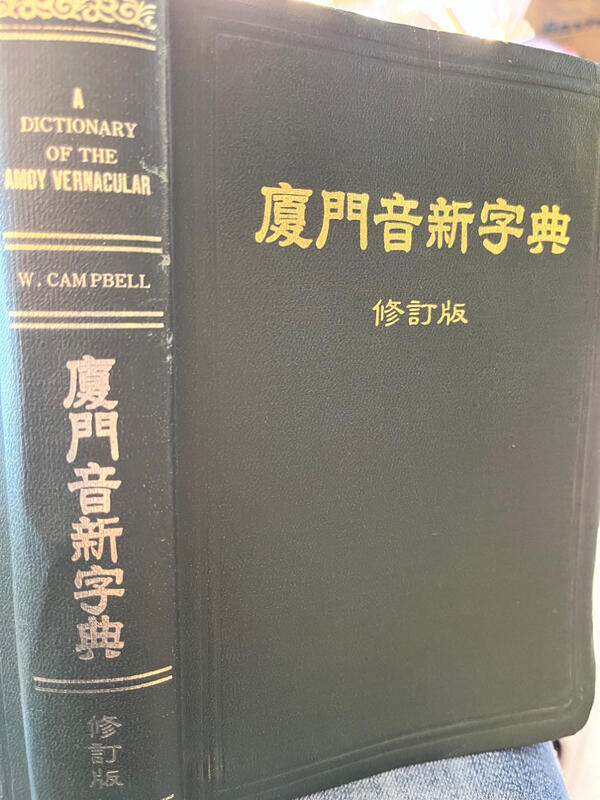 A
DICTIONARY
OF THE
AMOY VERNACULAR
W. CAMPBELL
廈門音新字典
修訂版
廈門音新字典
修訂版